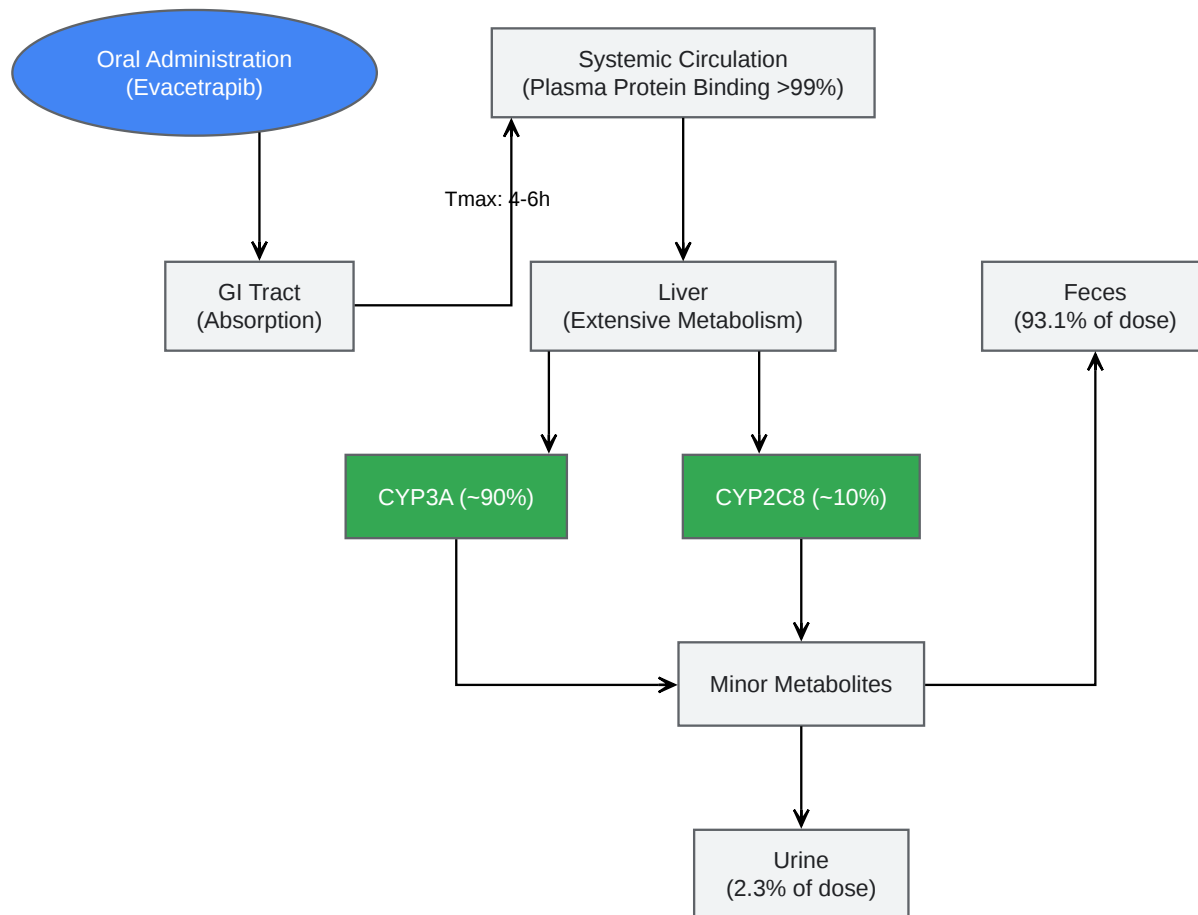 Oral Administration
(Evacetrapib)
Systemic Circulation
(Plasma Protein Binding >99%)
Tmax: 4-6h
GI Tract
(Absorption)
Liver
(Extensive Metabolism)
Feces
(93.1% of dose)
CYP3A (~90%)
CYP2C8 (~10%)
Minor Metabolites
Urine
(2.3% of dose)